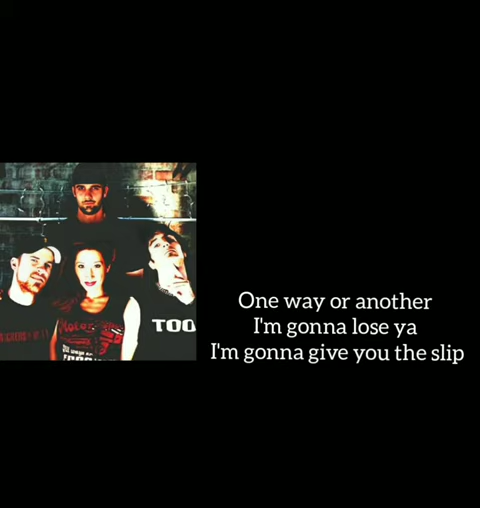 TOO
One way or another
I'm gonna lose ya
I'm gonna give you the slip